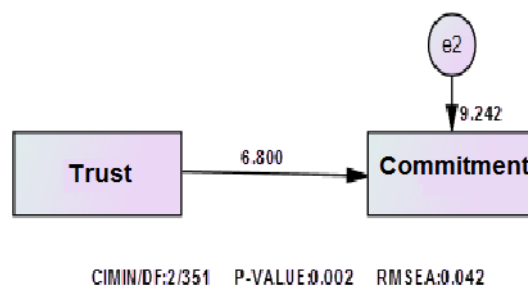 e2
9.242
6.800
Trust
Commitment
CIMIN/DF:2/351 P-VALUE:0.002 RMSEA:0.042